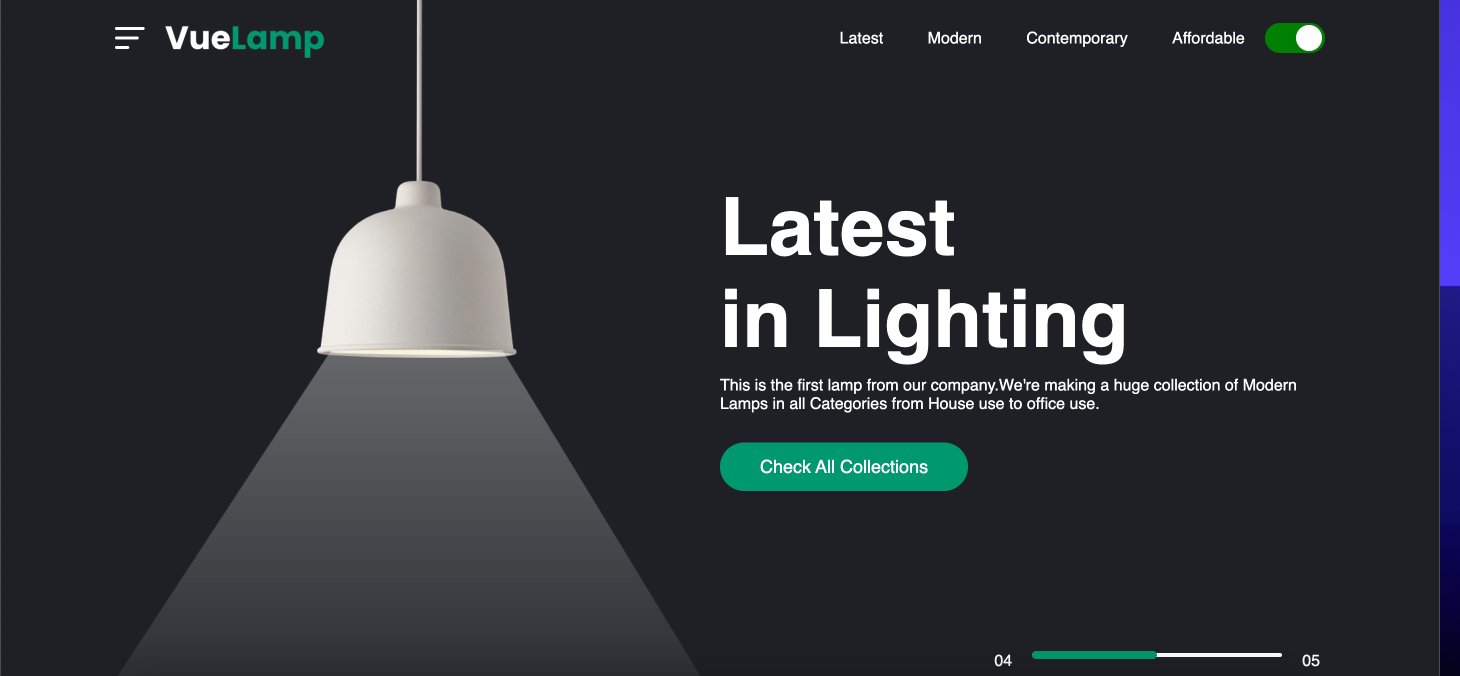 VueLamp
Latest Modern Contemporary Affordable
Latest
in Lighting
This is the first lamp from our company.We're making a huge collection of Modern
Lamps in all Categories from House use to office use.
Check All Collections
04 05